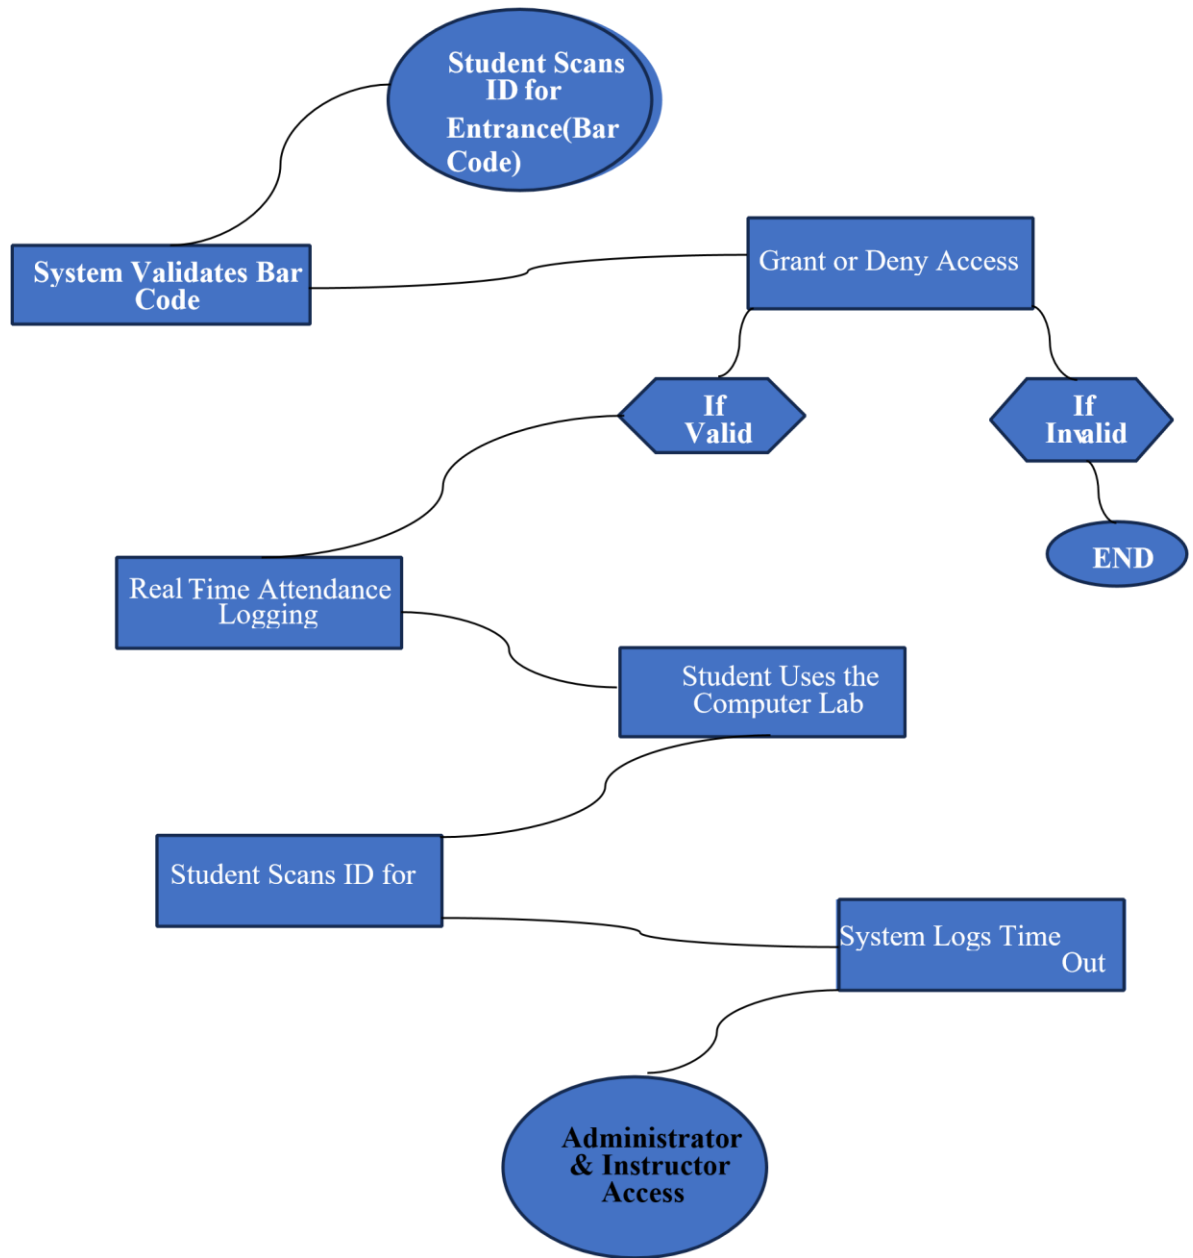 Student Scans
ID for
Entrance(Bar
Code)
System Validates Bar
Code
Grant or Deny Access
If
Valid
If
Invalid
END
Real Time Attendance
Logging
Student Uses the
Computer Lab
Student Scans ID for
System Logs Time
Out
Administrator
& Instructor
Access